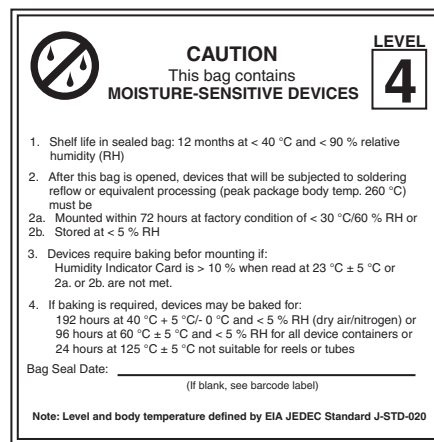 LEVEL
CAUTION
4
This bag contains
MOISTURE-SENSITIVE DEVICES
1. Shelf life in sealed bag: 12 months at < 40 °C and < 90 % relative
humidity (RH)
2. After this bag is opened, devices that will be subjected to soldering
reflow or equivalent processing (peak package body temp. 260 °C)
must be
2a. Mounted within 72 hours at factory condition of < 30 °C/60 % RH or
2b. Stored at < 5 % RH
3. Devices require baking befor mounting if:
Humidity Indicator Card is > 10 % when read at 23 °C ± 5 °C or
2a. or 2b. are not met.
4. If baking is required, devices may be baked for:
192 hours at 40 °C + 5 °C/- 0 °C and < 5 % RH (dry air/nitrogen) or
96 hours at 60 °C ± 5 °C and < 5 % RH for all device containers or
24 hours at 125 °C ± 5 °C not suitable for reels or tubes
Bag Seal Date:
(If blank, see barcode label)
Note: Level and body temperature defined by EIA JEDEC Standard J-STD-020